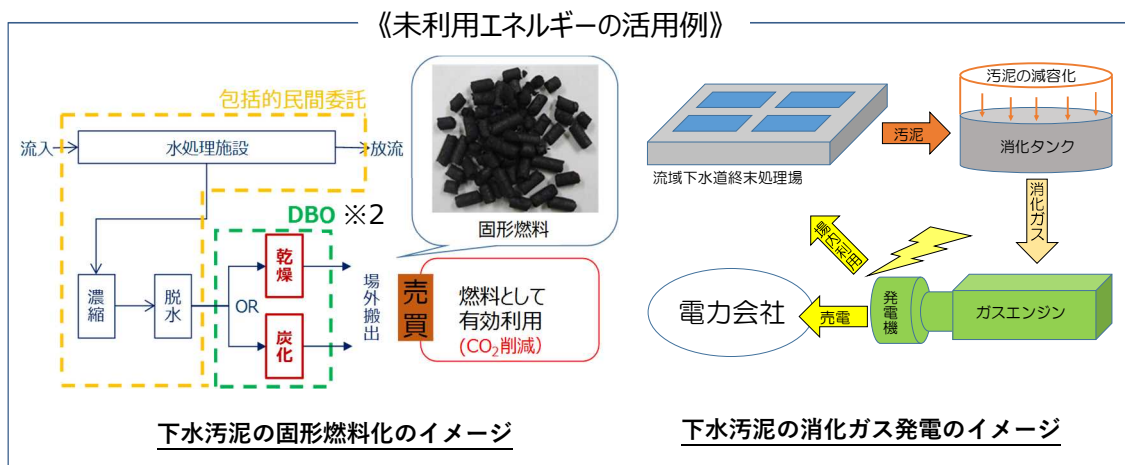 《未利用エネルギーの活用例》
包括的民間委託
流入
水処理施設
放流
DBO ※2
濃縮
脱水
OR
乾燥
炭化
場外搬出
固形燃料
売買
燃料として
有効利用
(CO₂削減)
下水汚泥の固形燃料化のイメージ
流域下水道終末処理場
汚泥
汚泥の減容化
消化タンク
消化ガス
場内利用
電力会社
売電
発電機
ガスエンジン
下水汚泥の消化ガス発電のイメージ